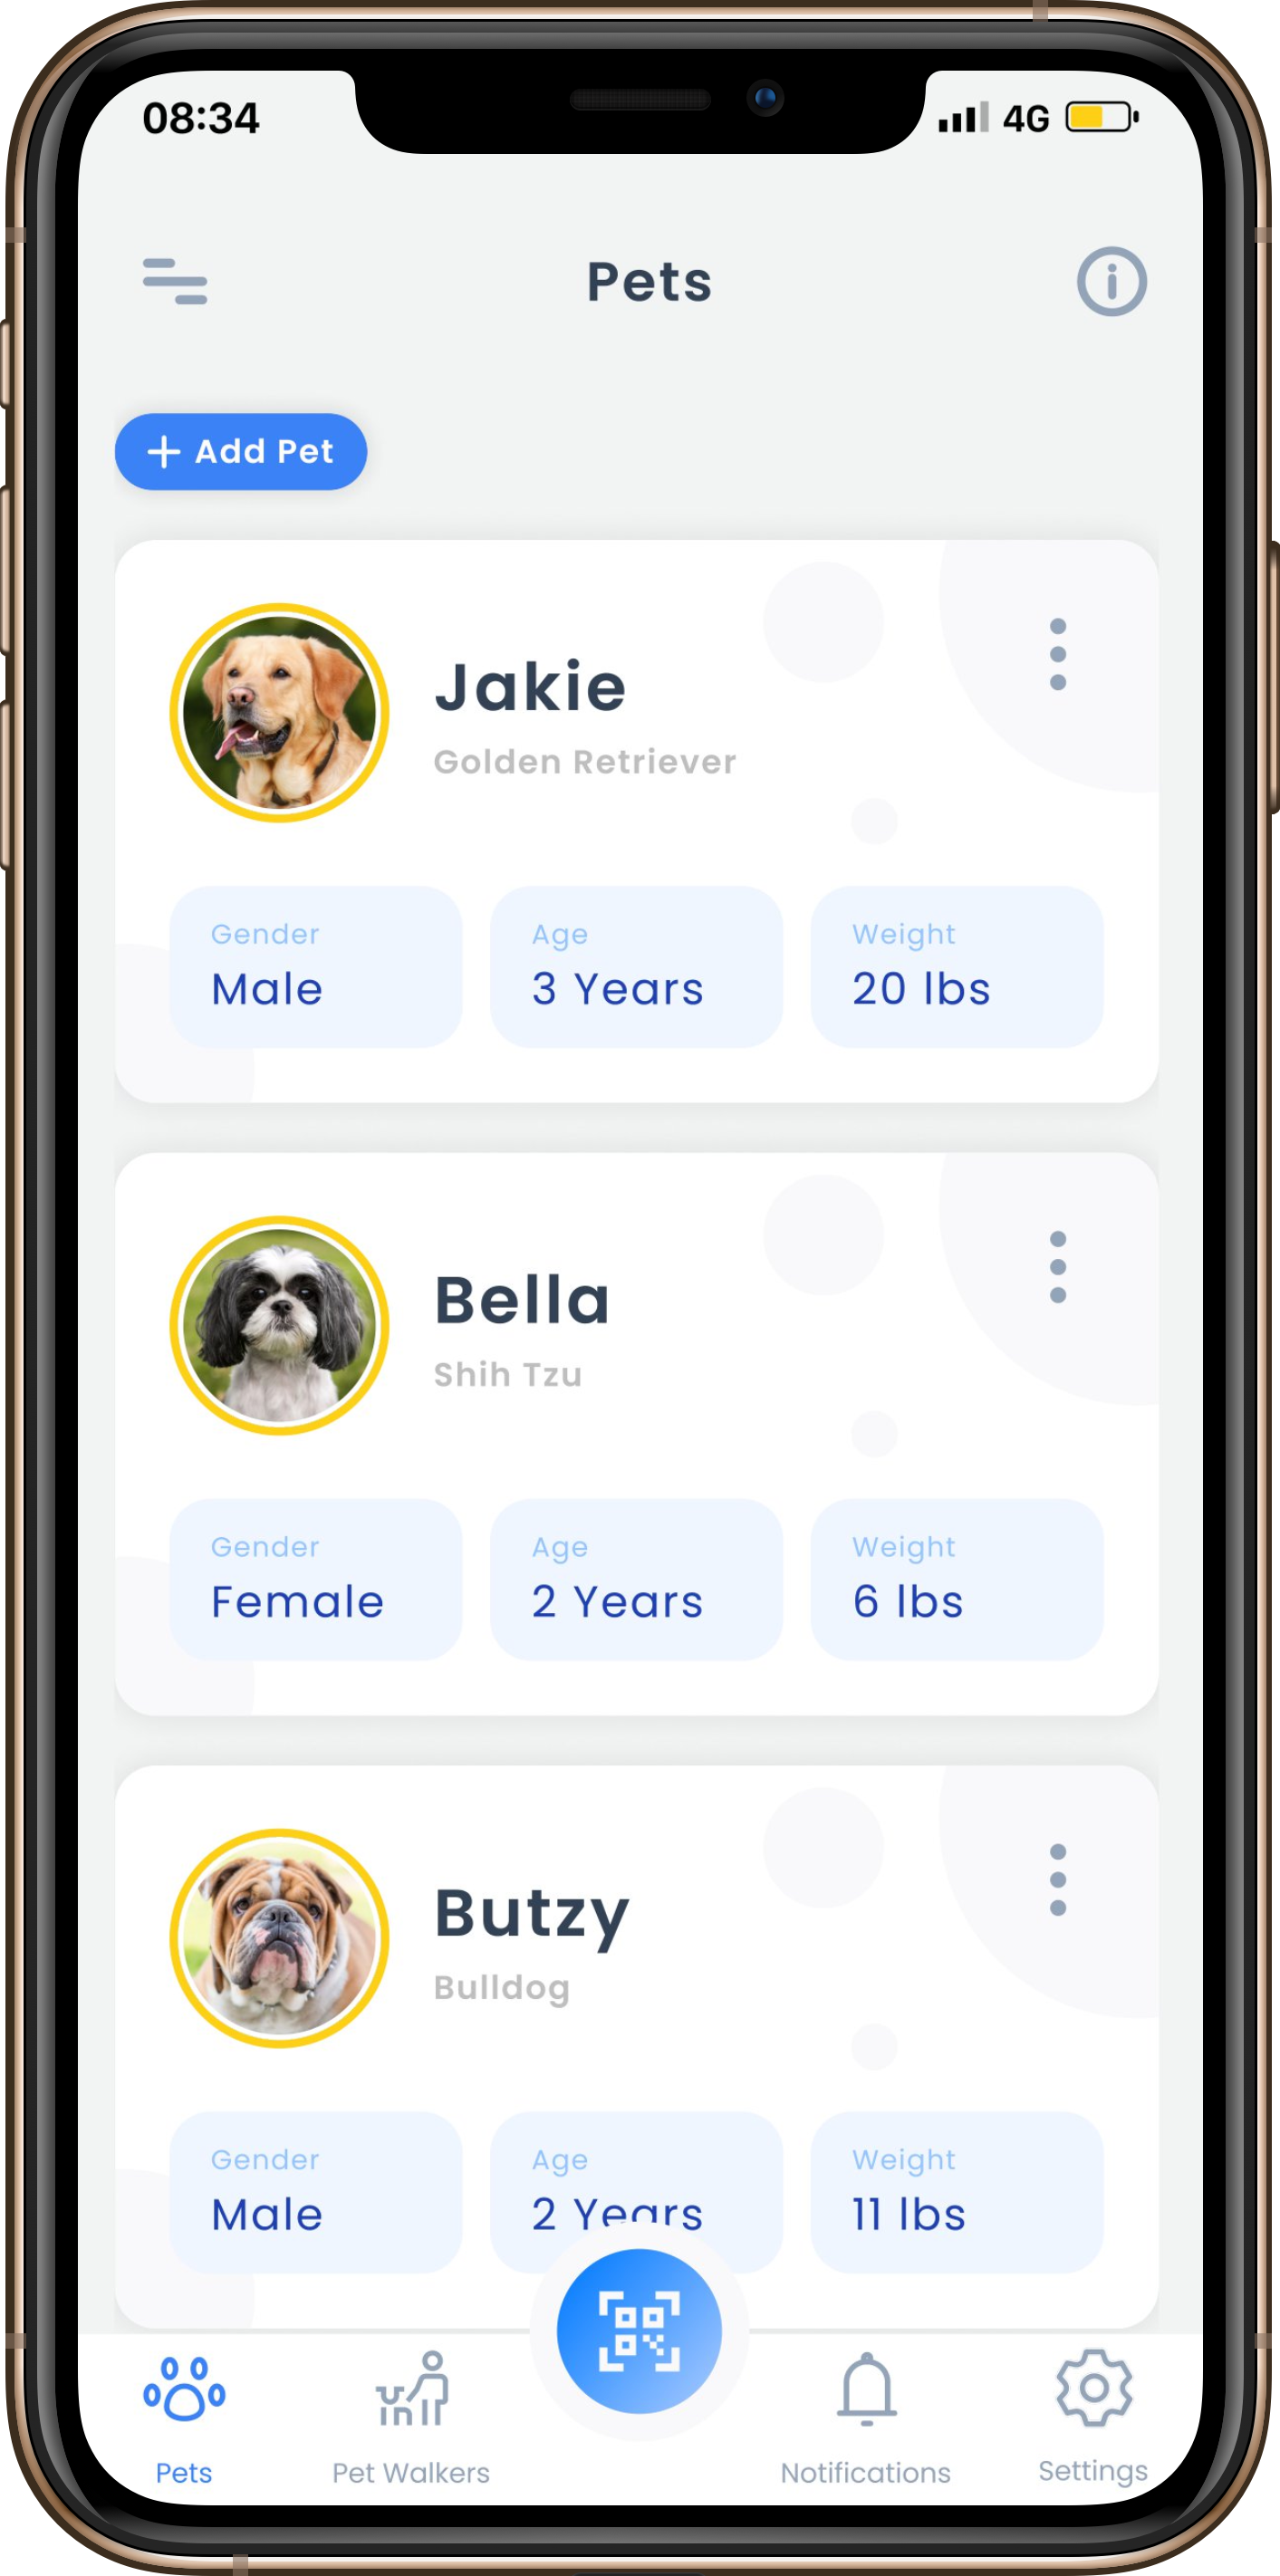 08:34 4G
Pets
Add Pet
Jakie
Golden Retriever
Gender Age Weight
Male 3 Years 20 lbs
Bella
Shih Tzu
Gender Age Weight
Female 2 Years 6 lbs
Butzy
Bulldog
Gender Age Weight
Male 2 Years 11 lbs
Pets Pet Walkers Notifications Settings